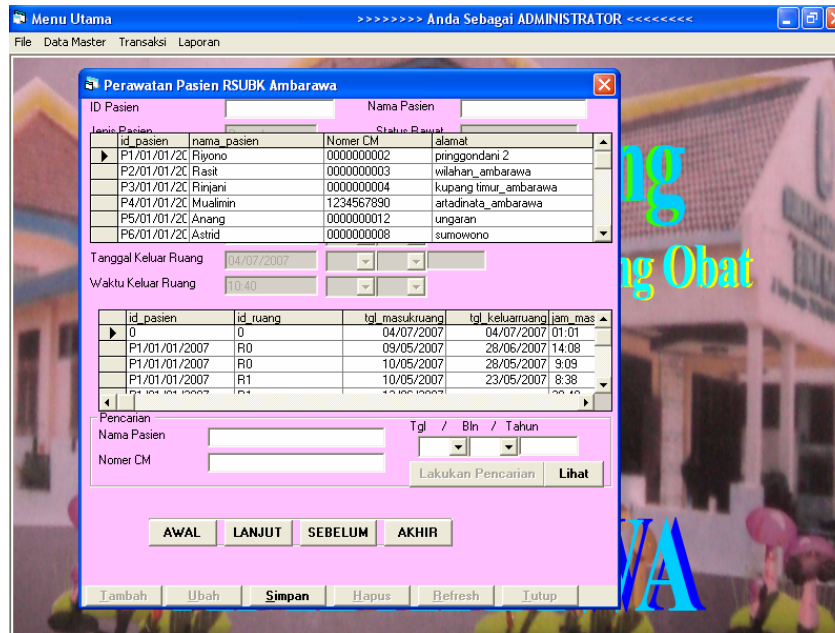 Menu Utama >>>>>>>> Anda Sebagai ADMINISTRATOR <<<<<<<<
File Data Master Transaksi Laporan
Perawatan Pasien RSUBK Ambarawa
ID Pasien Nama Pasien
Jenis Pasien Status Rawat
id_pasien nama_pasien Nomer CM alamat
P1/01/01/20 Riyono 0000000002 pringgondani 2
P2/01/01/20 Rasit 0000000003 wilahan_ambarawa
P3/01/01/20 Rinjani 0000000004 kupang timur_ambarawa
P4/01/01/20 Mualimin 1234567890 artadinata_ambarawa
P5/01/01/20 Anang 0000000012 ungaran
P6/01/01/20 Astrid 0000000008 sumowono
Tanggal Keluar Ruang 04/07/2007
Waktu Keluar Ruang 10:40
ng
ng Obat
id_pasien id_ruang tgl_masukruang tgl_keluarruang jam_mas
0 0 04/07/2007 04/07/2007 01:01
P1/01/01/2007 R0 09/05/2007 28/06/2007 14:08
P1/01/01/2007 R0 10/05/2007 28/05/2007 9:09
P1/01/01/2007 R1 10/05/2007 23/05/2007 8:38
Pencarian
Nama Pasien Tgl / Bln / Tahun
Nomer CM
Lakukan Pencarian Lihat
AWAL LANJUT SEBELUM AKHIR
WA
Tambah Ubah Simpan Hapus Refresh Tutup